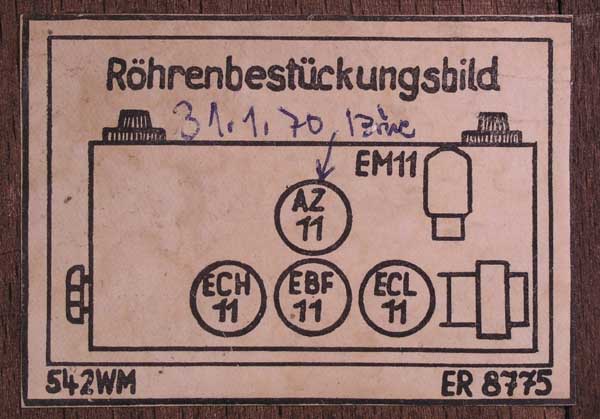 Röhrenbestückungsbild
31.1.70
EM11
AZ
11
ECH
11
EBF
11
ECL
11
542WM
ER 8775